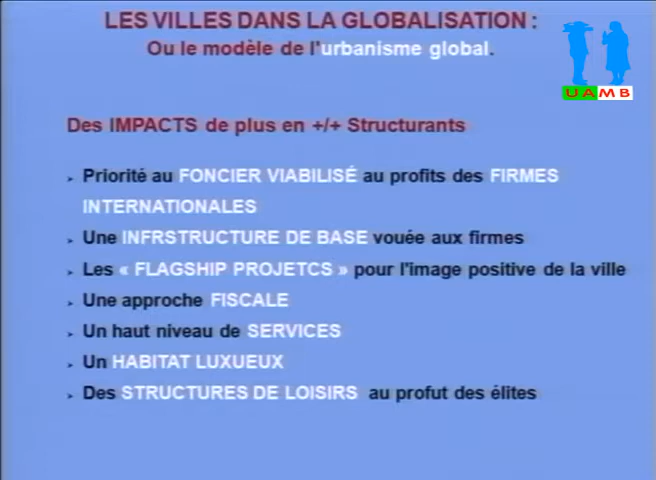 LES VILLES DANS LA GLOBALISATION :
Ou le modèle de l'urbanisme global.
UAMB
Des IMPACTS de plus en +/+ Structurants
Priorité au FONCIER VIABILISÉ au profits des FIRMES
INTERNATIONALES
Une INFRSTRUCTURE DE BASE vouée aux firmes
Les « FLAGSHIP PROJETCS » pour l'image positive de la ville
Une approche FISCALE
Un haut niveau de SERVICES
Un HABITAT LUXUEUX
Des STRUCTURES DE LOISIRS au profut des élites